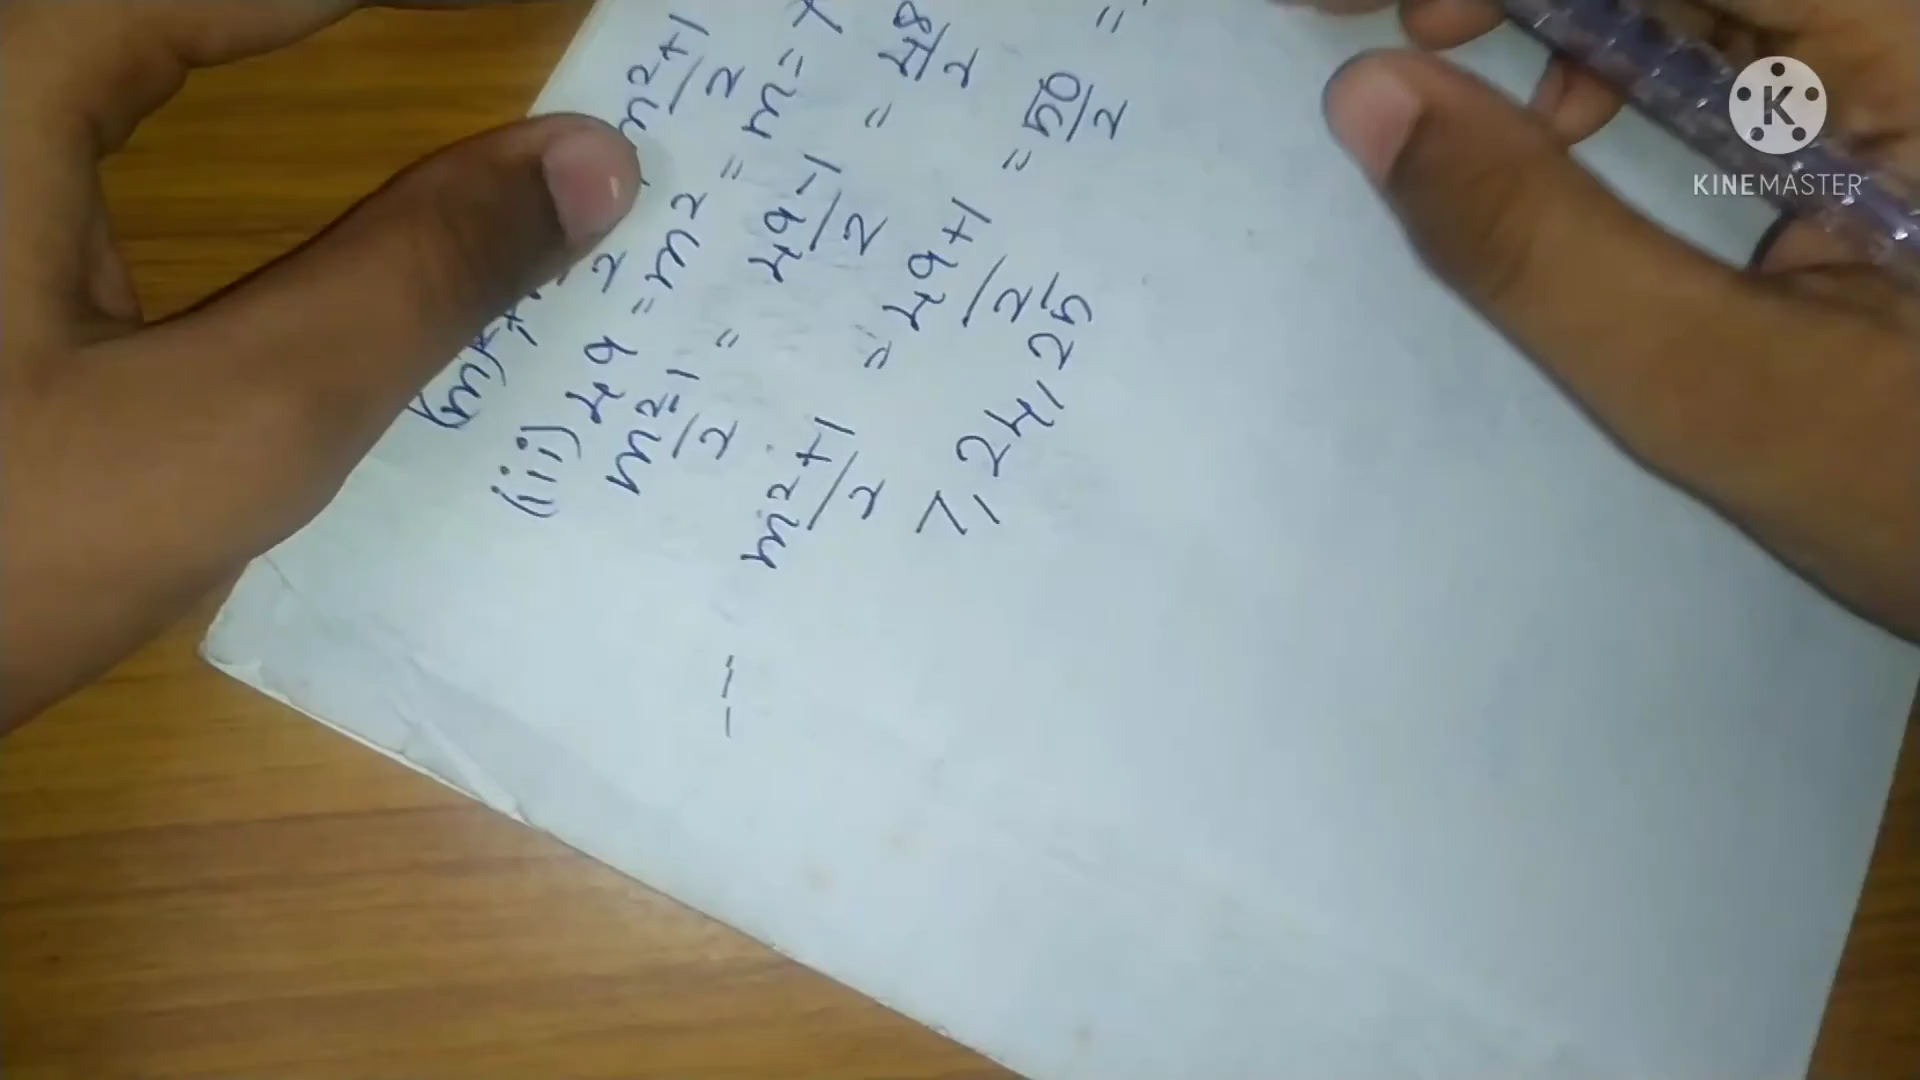 m²+1/2
(iii) 49 = m² = m = 7
m²-1/2 = 49-1/2 = 48/2
m²+1/2 = 49+1/2 = 50/2 =
7, 24, 25
KINEMASTER